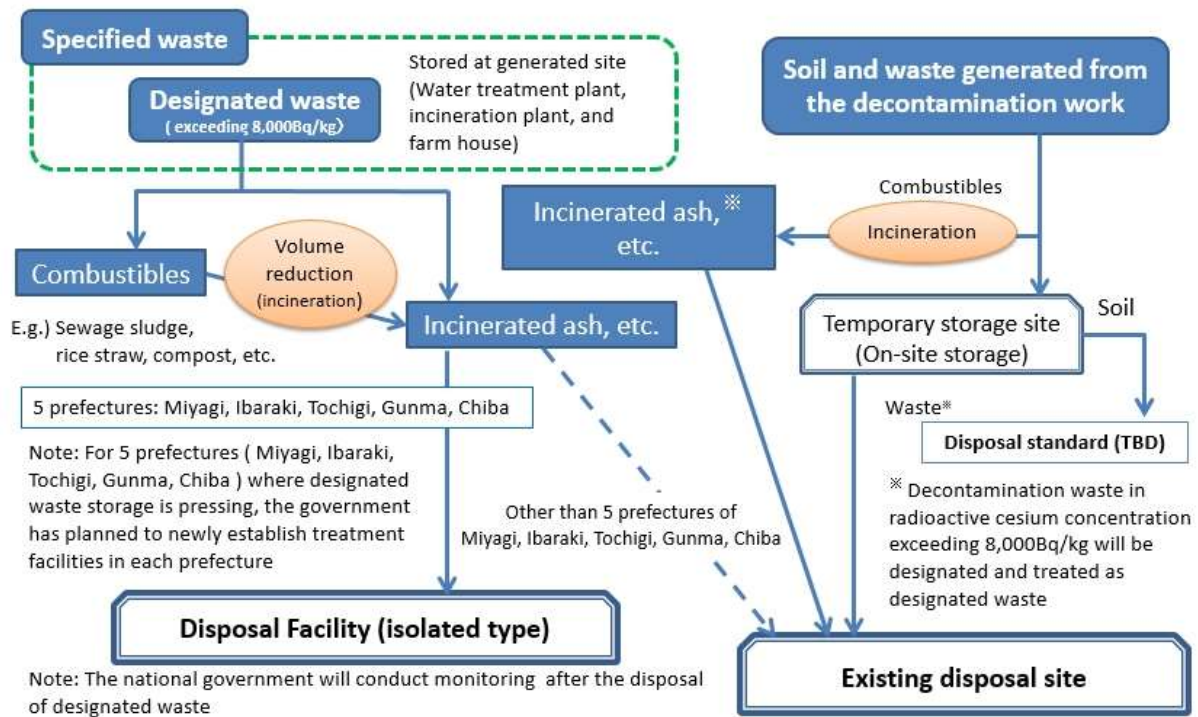 Specified waste
Designated waste
( exceeding 8,000Bq/kg)
Stored at generated site
(Water treatment plant,
incineration plant, and
farm house)
Soil and waste generated from
the decontamination work
Combustibles
Incineration
Incinerated ash, ※
etc.
Combustibles
Volume
reduction
(incineration)
Incinerated ash, etc.
E.g.) Sewage sludge,
rice straw, compost, etc.
Temporary storage site
(On-site storage)
Soil
5 prefectures: Miyagi, Ibaraki, Tochigi, Gunma, Chiba
Waste※
Disposal standard (TBD)
Note: For 5 prefectures ( Miyagi, Ibaraki,
Tochigi, Gunma, Chiba ) where designated
waste storage is pressing, the government
has planned to newly establish treatment
facilities in each prefecture
Other than 5 prefectures of
Miyagi, Ibaraki, Tochigi, Gunma, Chiba
※ Decontamination waste in
radioactive cesium concentration
exceeding 8,000Bq/kg will be
designated and treated as
designated waste
Disposal Facility (isolated type)
Note: The national government will conduct monitoring after the disposal
of designated waste
Existing disposal site